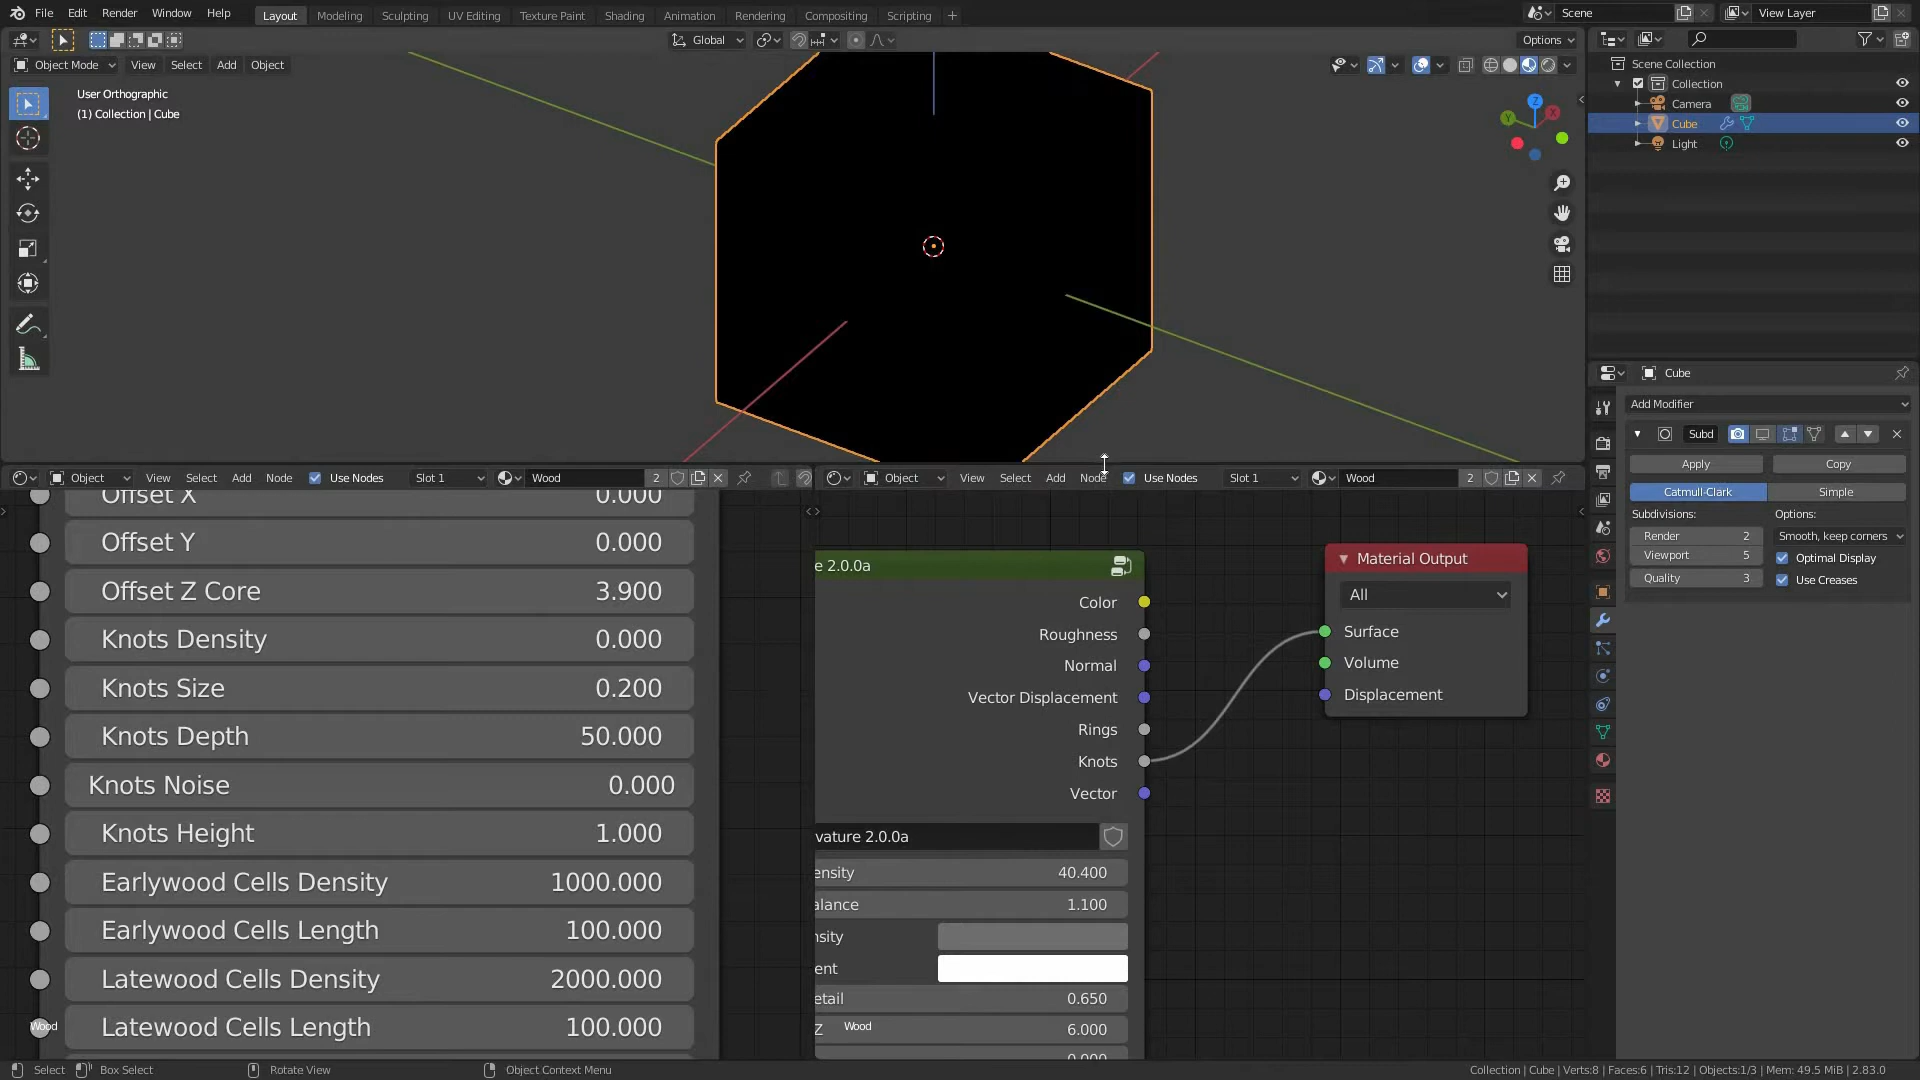 File Edit Render Window Help Layout Modeling Sculpting UV Editing Texture Paint Shading Animation Rendering Compositing Scripting + Scene View Layer
Global Options
Object Mode View Select Add Object
User Orthographic
(1) Collection | Cube
Z
X
Y
Scene Collection
Collection
Camera
Cube
Light
Cube
Add Modifier
Subd
Apply Copy
Catmull-Clark Simple
Subdivisions: Options:
Render 2 Smooth, keep corners
Viewport 5 Optimal Display
Quality 3 Use Creases
Object View Select Add Node Use Nodes Slot 1 Wood 2
Object View Select Add Node Use Nodes Slot 1 Wood 2
Offset X 0.000
Offset Y 0.000
Offset Z Core 3.900
Knots Density 0.000
Knots Size 0.200
Knots Depth 50.000
Knots Noise 0.000
Knots Height 1.000
Earlywood Cells Density 1000.000
Earlywood Cells Length 100.000
Latewood Cells Density 2000.000
Latewood Cells Length 100.000
Wood
e 2.0.0a
Color
Roughness
Normal
Vector Displacement
Rings
Knots
Vector
vature 2.0.0a
ensity 40.400
alance 1.100
nsity
ent
etail 0.650
Z 6.000
0.000
Wood
Material Output
All
Surface
Volume
Displacement
Select Box Select Rotate View Object Context Menu
Collection | Cube | Verts:8 | Faces:6 | Tris:12 | Objects:1/3 | Mem: 49.5 MiB | 2.83.0